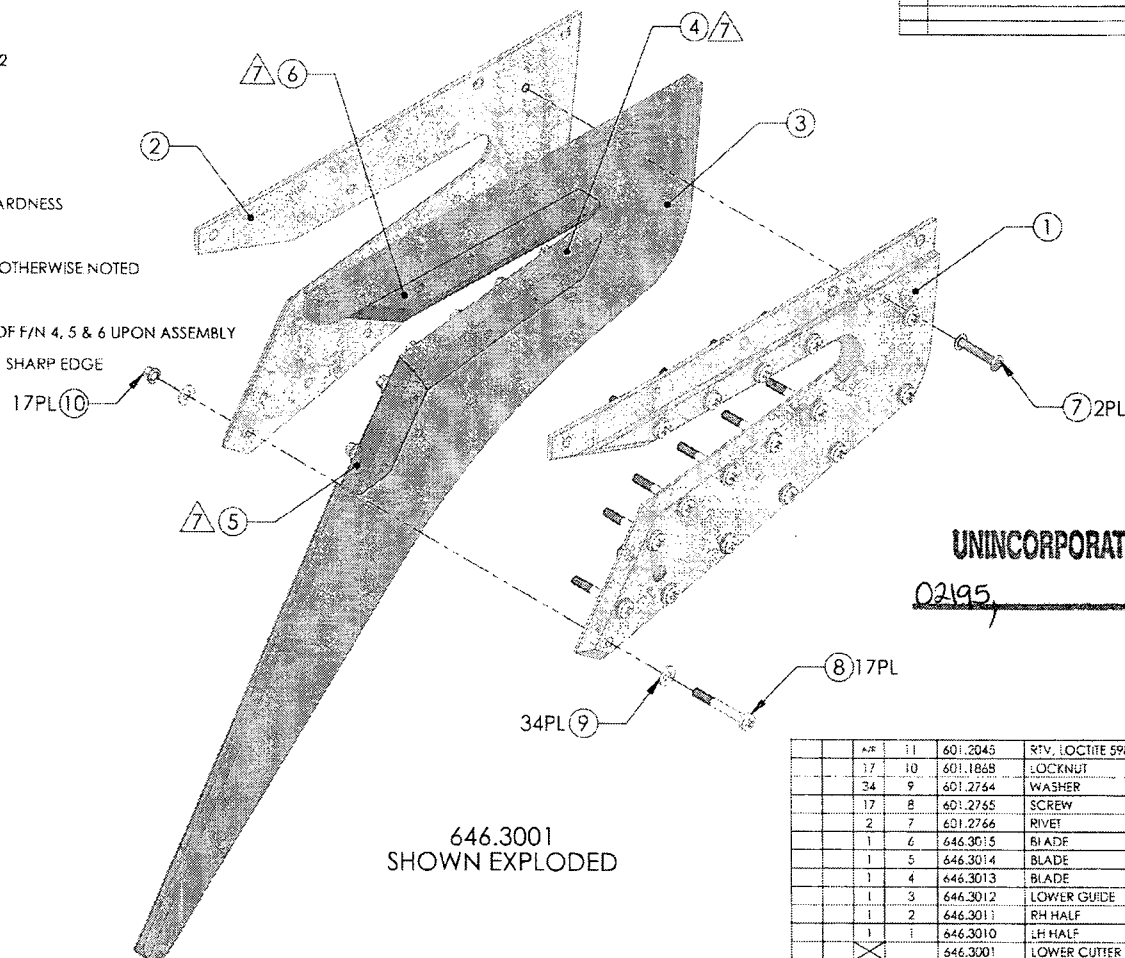 2
ARDNESS
OTHERWISE NOTED
OF F/N 4, 5 & 6 UPON ASSEMBLY
SHARP EDGE
7 6
4 7
2
3
1
17PL 10
7 2PL
7 5
UNINCORPORAT
02195,
8 17PL
34PL 9
646.3001
SHOWN EXPLODED
A/R 11 601.2045 RTV, LOCTITE 598
17 10 601.1868 LOCKNUT
34 9 601.2764 WASHER
17 8 601.2765 SCREW
2 7 601.2766 RIVET
1 6 646.3015 BLADE
1 5 646.3014 BLADE
1 4 646.3013 BLADE
1 3 646.3012 LOWER GUIDE
1 2 646.3011 RH HALF
1 1 646.3010 LH HALF
646.3001 LOWER CUTTER